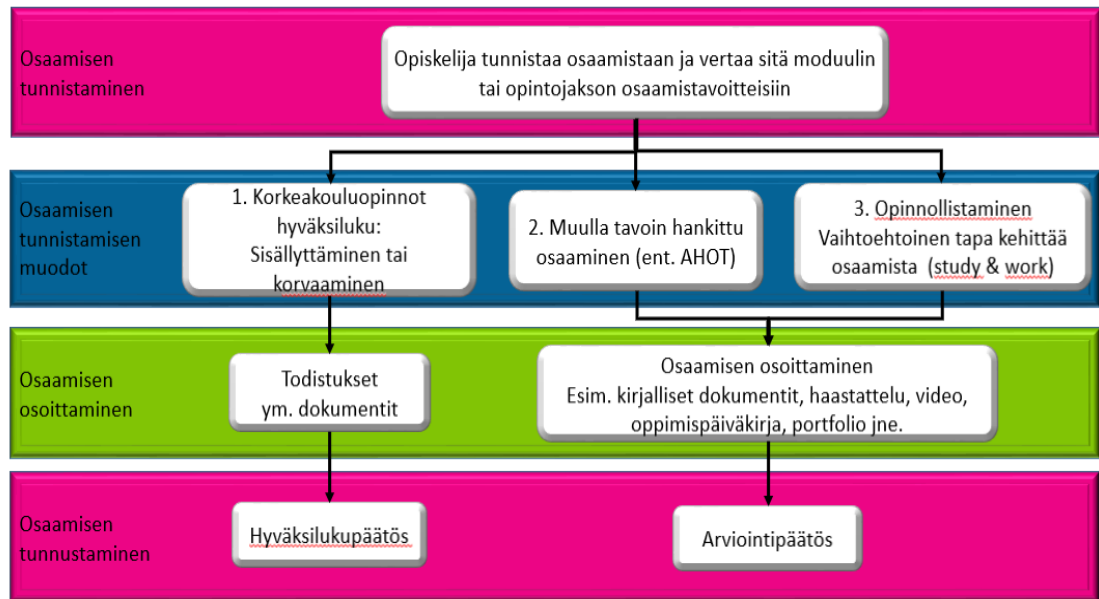 Osaamisen
tunnistaminen
Opiskelija tunnistaa osaamistaan ja vertaa sitä moduulin
tai opintojakson osaamistavoitteisiin
Osaamisen
tunnistamisen
muodot
1. Korkeakouluopinnot
hyväksiluku:
Sisällyttäminen tai
korvaaminen
2. Muulla tavoin hankittu
osaaminen (ent. AHOT)
3. Opinnollistaminen
Vaihtoehtoinen tapa kehittää
osaamista (study & work)
Osaamisen
osoittaminen
Todistukset
ym. dokumentit
Osaamisen osoittaminen
Esim. kirjalliset dokumentit, haastattelu, video,
oppimispäiväkirja, portfolio jne.
Osaamisen
tunnustaminen
Hyväksilukupäätös
Arviointipäätös